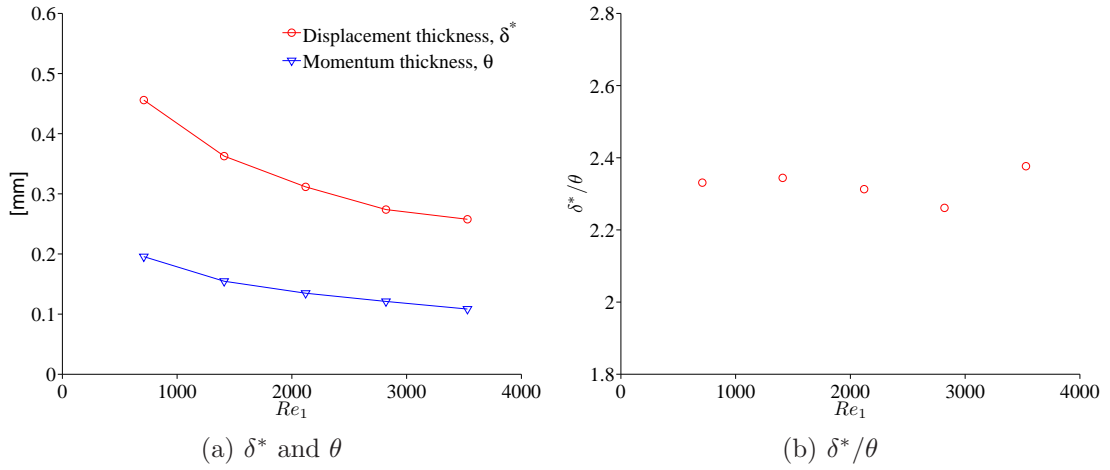 0.6
0.5
0.4
0.3
0.2
0.1
0
[mm]
0 1000 2000 3000 4000
Re₁
Displacement thickness, δ*
Momentum thickness, θ
(a) δ* and θ
2.8
2.6
2.4
2.2
2
1.8
δ*/θ
0 1000 2000 3000 4000
Re₁
(b) δ*/θ